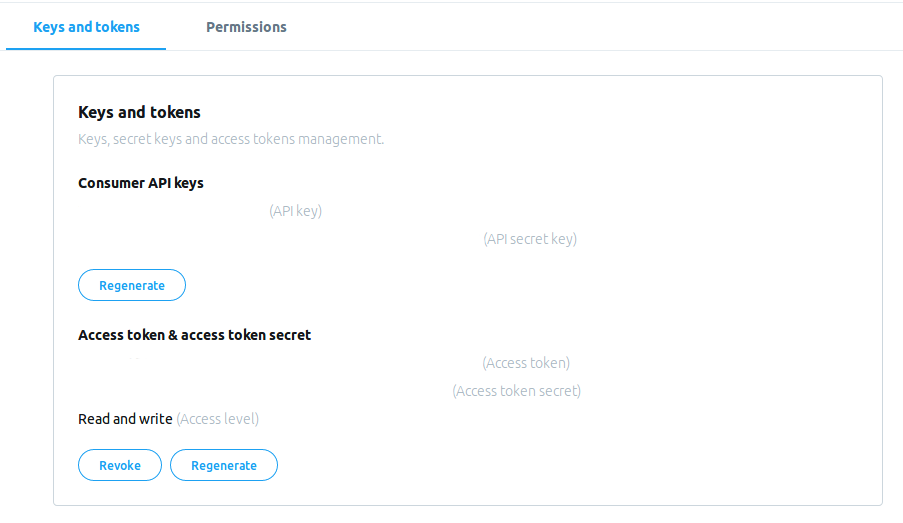 Keys and tokens Permissions
Keys and tokens
Keys, secret keys and access tokens management.
Consumer API keys
(API key)
(API secret key)
Regenerate
Access token & access token secret
(Access token)
(Access token secret)
Read and write (Access level)
Revoke Regenerate